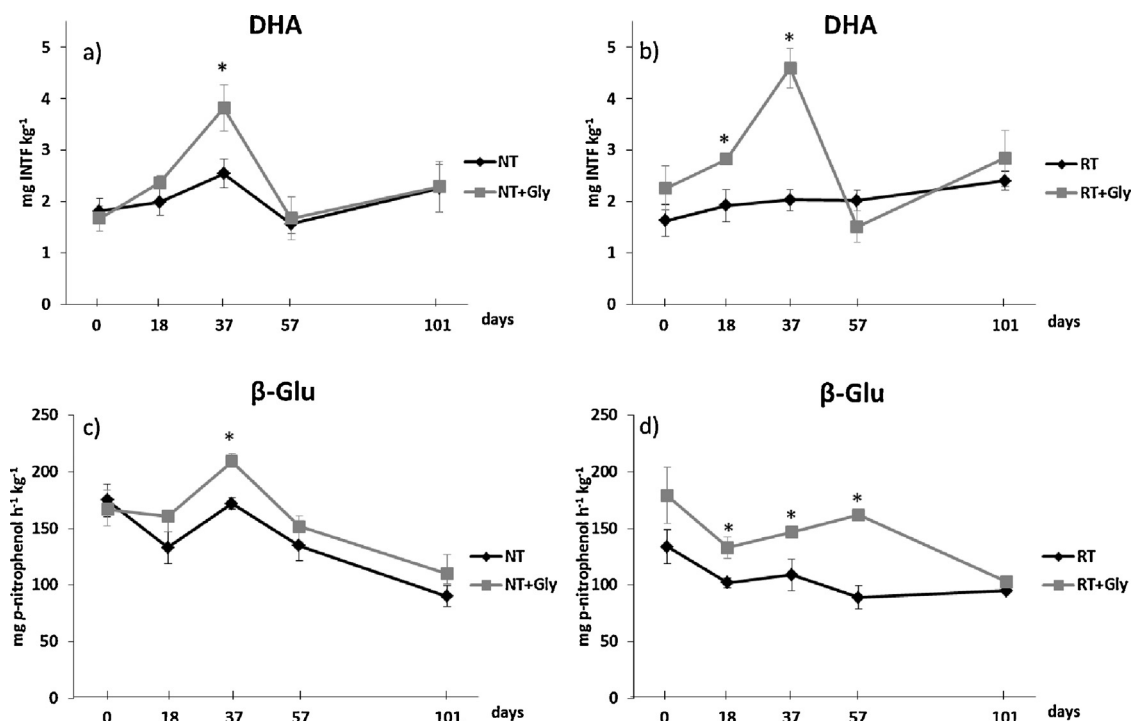 DHA
a)
mg INTF kg-1
5
4
3
2
1
0
*
NT
NT+Gly
0 18 37 57 101 days
DHA
b)
mg INTF kg-1
5
4
3
2
1
0
*
*
RT
RT+Gly
0 18 37 57 101 days
β-Glu
c)
mg p-nitrophenol h-1 kg-1
250
200
150
100
50
0
*
NT
NT+Gly
0 18 37 57 101 days
β-Glu
d)
mg p-nitrophenol h-1 kg-1
250
200
150
100
50
0
* * *
RT
RT+Gly
0 18 37 57 101 days